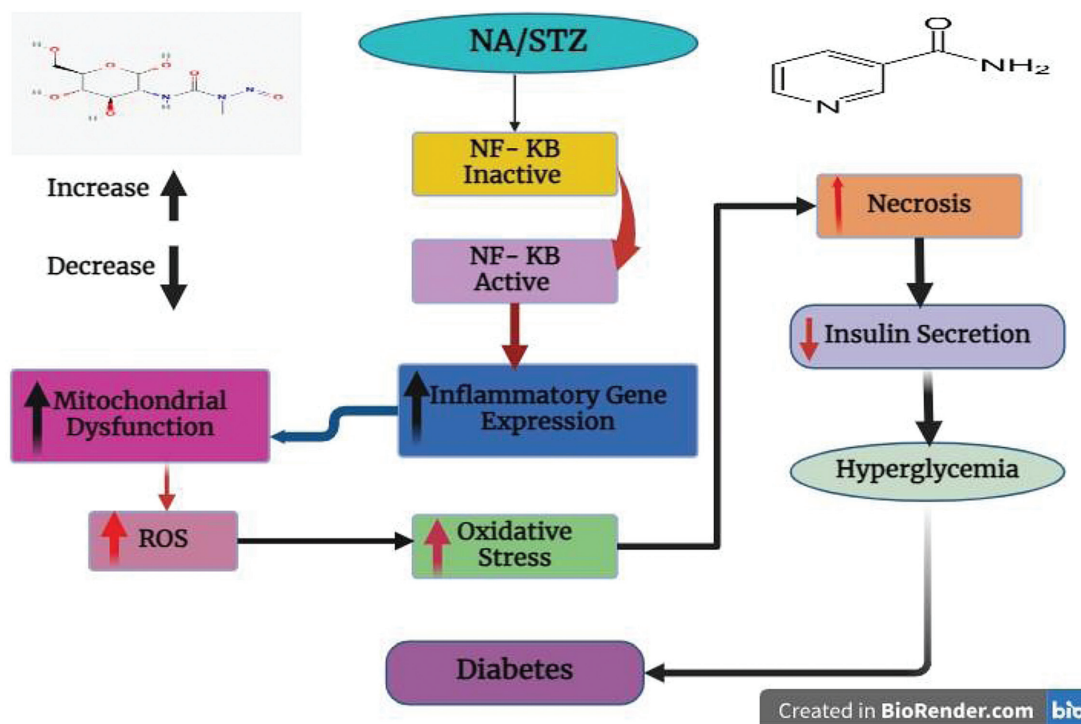 NA/STZ
O
NH₂
N
NF- KB
Inactive
Increase
Decrease
NF- KB
Active
Necrosis
Insulin Secretion
Mitochondrial
Dysfunction
Inflammatory Gene
Expression
Hyperglycemia
ROS
Oxidative
Stress
Diabetes
Created in BioRender.com bio